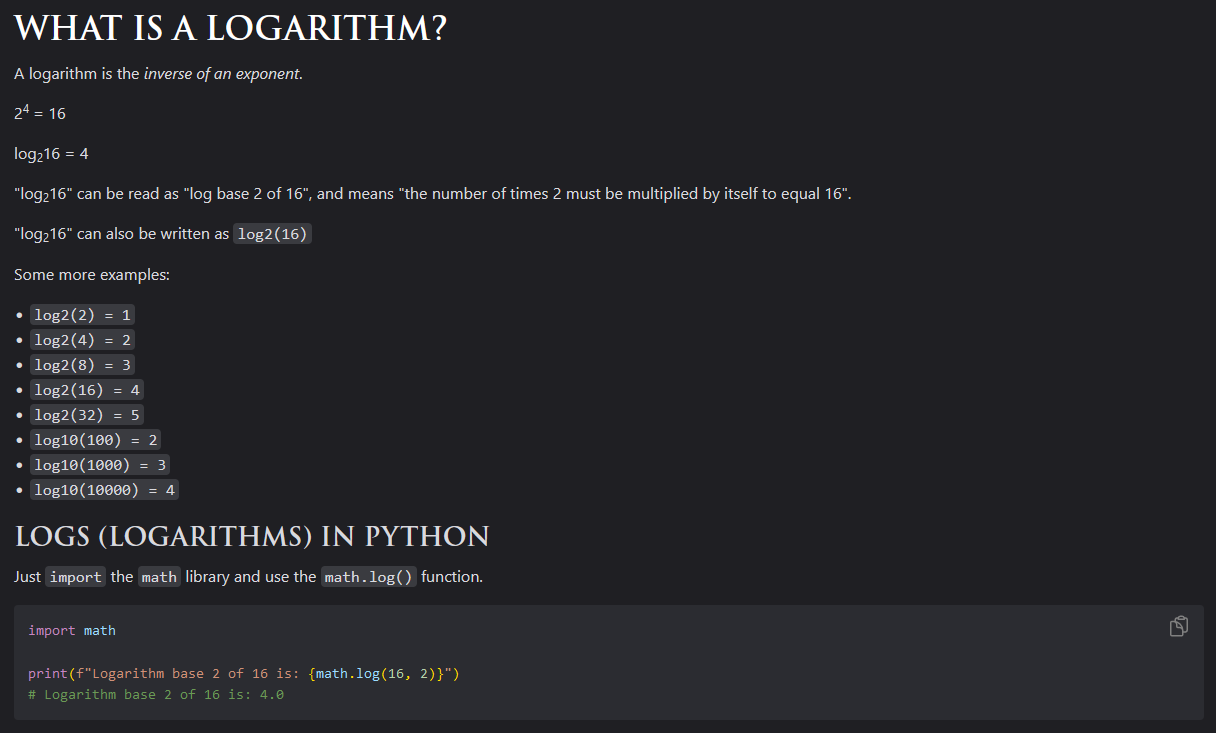 WHAT IS A LOGARITHM?
A logarithm is the inverse of an exponent.
2⁴ = 16
log₂16 = 4
"log₂16" can be read as "log base 2 of 16", and means "the number of times 2 must be multiplied by itself to equal 16".
"log₂16" can also be written as log2(16)
Some more examples:
• log2(2) = 1
• log2(4) = 2
• log2(8) = 3
• log2(16) = 4
• log2(32) = 5
• log10(100) = 2
• log10(1000) = 3
• log10(10000) = 4
LOGS (LOGARITHMS) IN PYTHON
Just import the math library and use the math.log() function.
import math
print(f"Logarithm base 2 of 16 is: {math.log(16, 2)}")
# Logarithm base 2 of 16 is: 4.0